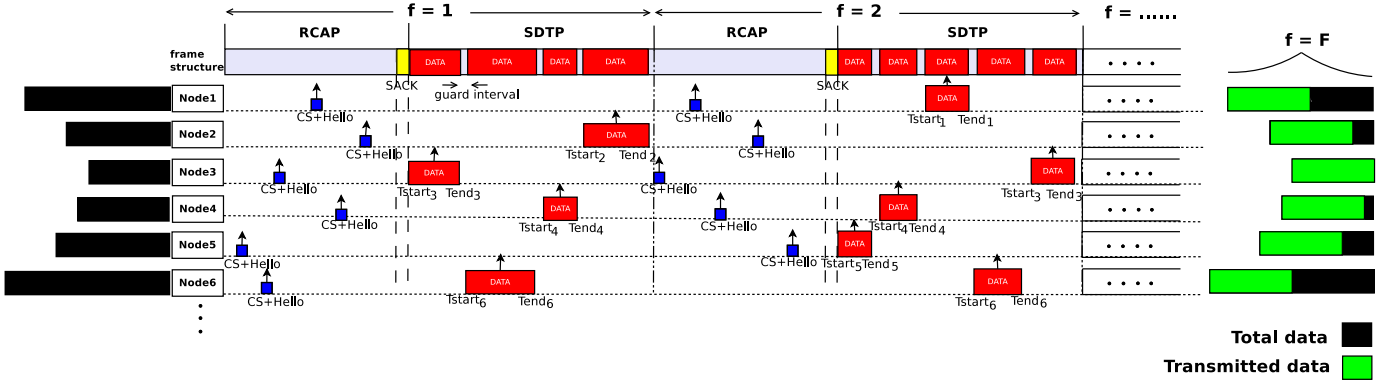 f = 1
f = 2
f = ......
RCAP
SDTP
RCAP
SDTP
f = F
frame
structure
DATA
DATA
DATA
DATA
DATA
DATA
DATA
DATA
DATA
SACK
guard interval
SACK
Node1
CS+Hello
CS+Hello
DATA
Tstart1 Tend1
Node2
CS+Hello
DATA
Tstart2 Tend2
CS+Hello
Node3
CS+Hello
DATA
Tstart3 Tend3
CS+Hello
DATA
Tstart3 Tend3
Node4
CS+Hello
DATA
Tstart4 Tend4
CS+Hello
DATA
Tstart4 Tend4
Node5
CS+Hello
CS+Hello
DATA
Tstart5 Tend5
Node6
CS+Hello
DATA
Tstart6 Tend6
DATA
Tstart6 Tend6
Total data
Transmitted data